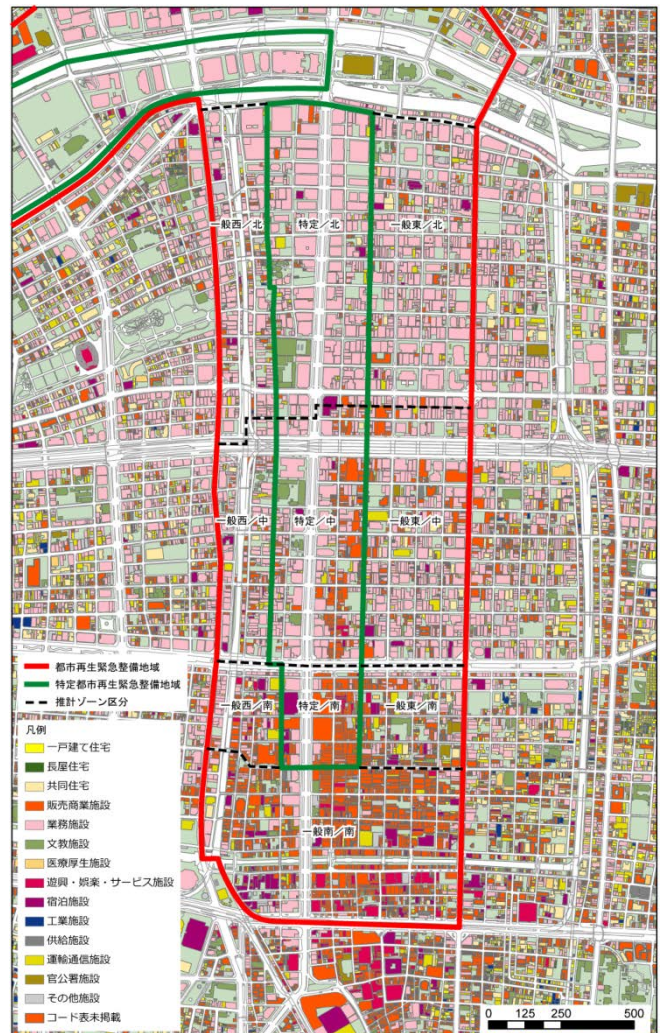 一般西/北
特定/北
一般東/北
一般西/中
特定/中
一般東/中
都市再生緊急整備地域
特定都市再生緊急整備地域
推計ゾーン区分
一般西/南
特定/南
一般東/南
一般南/南
凡例
一戸建て住宅
長屋住宅
共同住宅
販売商業施設
業務施設
文教施設
医療厚生施設
遊興・娯楽・サービス施設
宿泊施設
工業施設
供給施設
運輸通信施設
官公署施設
その他施設
コード表未掲載
0 125 250 500